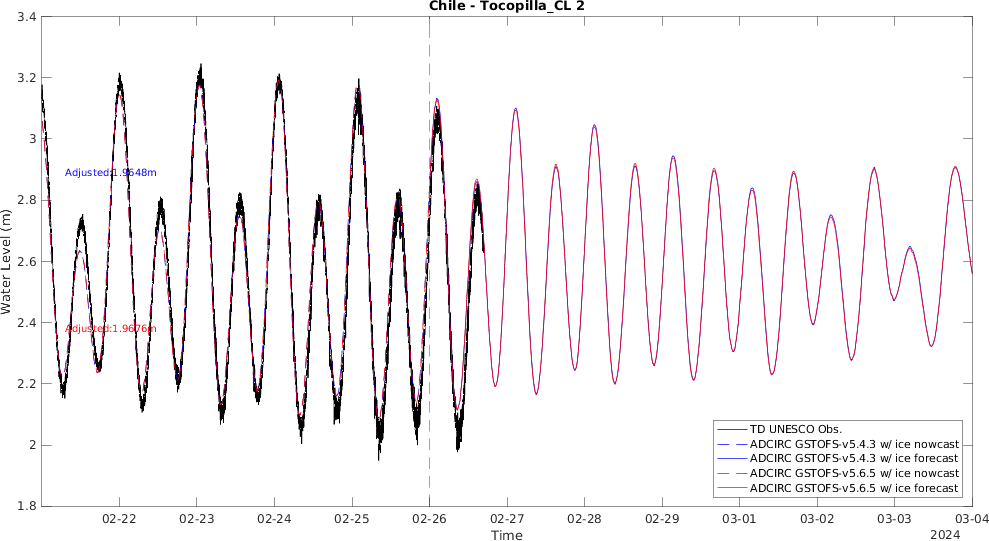 Chile - Tocopilla_CL 2
3.4
3.2
3
2.8
2.6
2.4
2.2
2
1.8
Water Level (m)
Adjusted:1.9648m
Adjusted:1.9676m
TD UNESCO Obs.
ADCIRC GSTOFS-v5.4.3 w/ ice nowcast
ADCIRC GSTOFS-v5.4.3 w/ ice forecast
ADCIRC GSTOFS-v5.6.5 w/ ice nowcast
ADCIRC GSTOFS-v5.6.5 w/ ice forecast
02-22 02-23 02-24 02-25 02-26 02-27 02-28 02-29 03-01 03-02 03-03 03-04
Time
2024